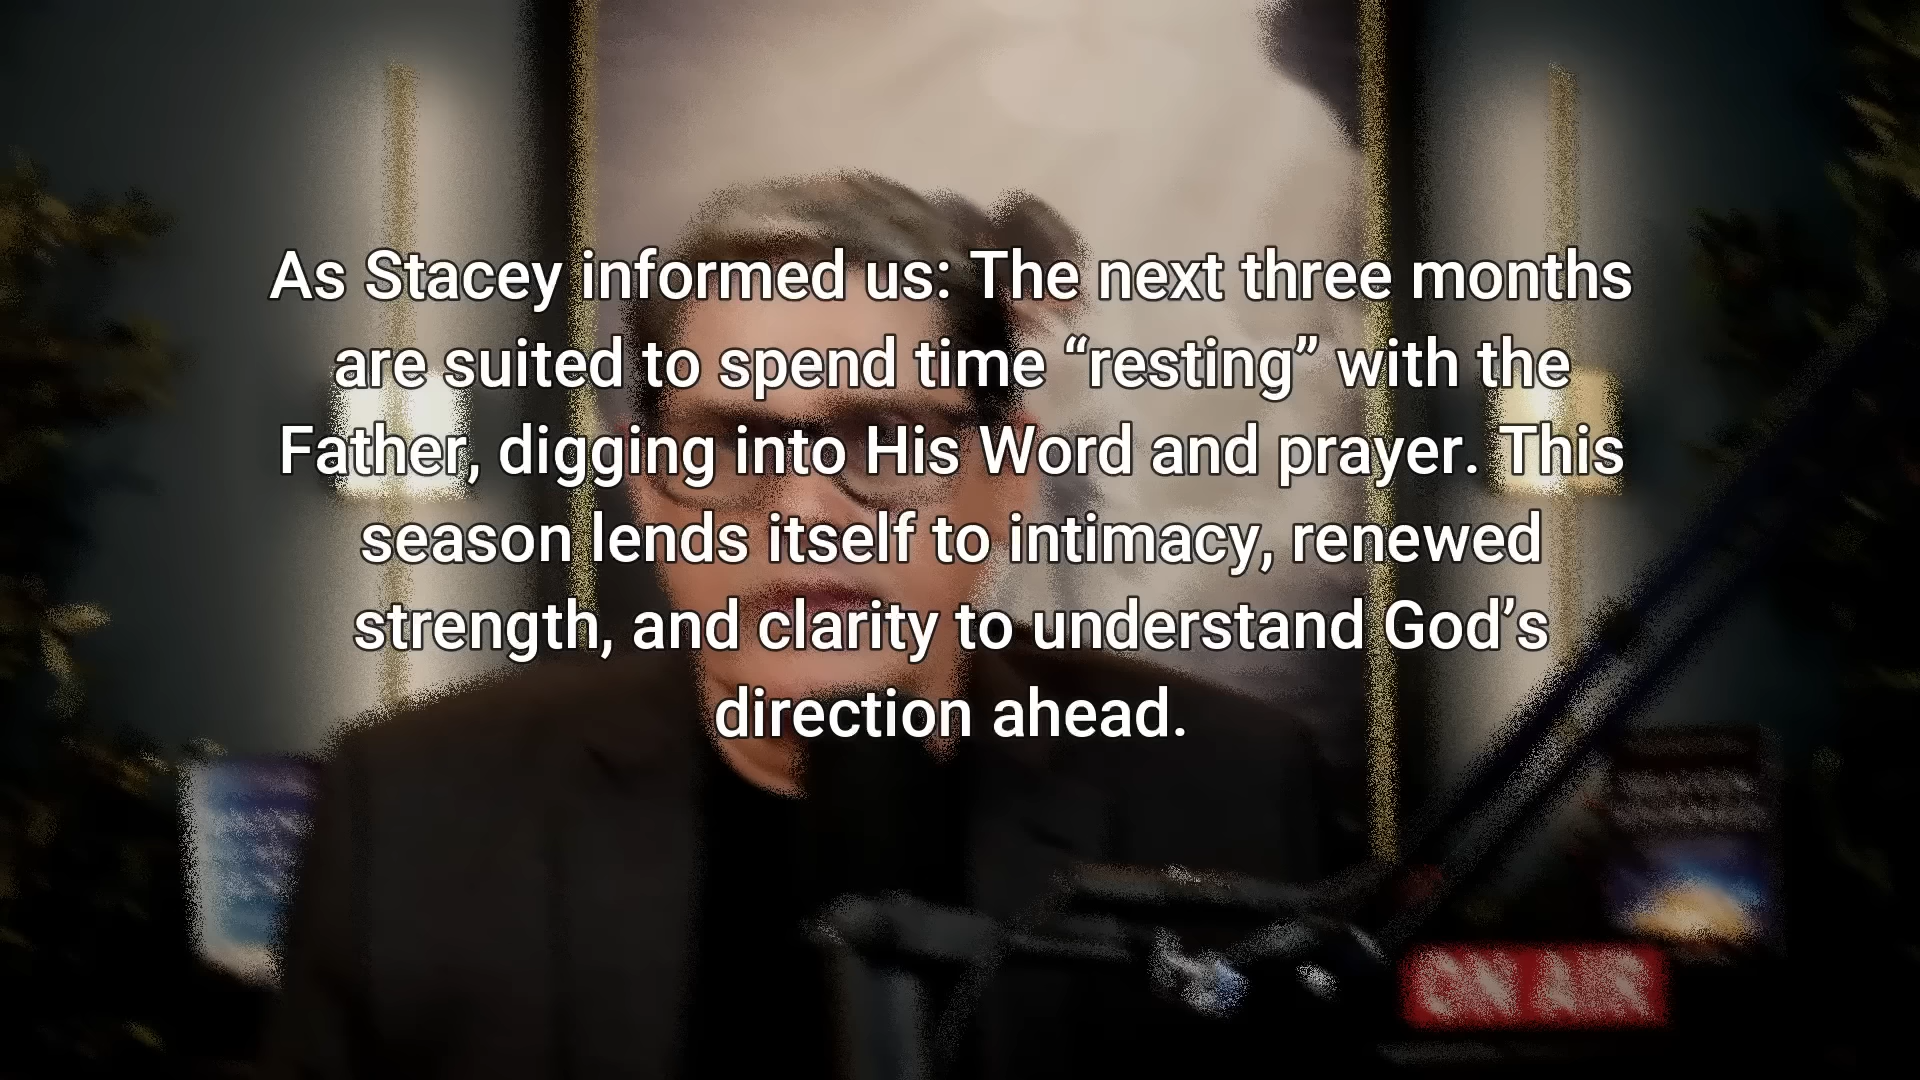 As Stacey informed us: The next three months
are suited to spend time “resting” with the
Father, digging into His Word and prayer. This
season lends itself to intimacy, renewed
strength, and clarity to understand God’s
direction ahead.
ON AIR